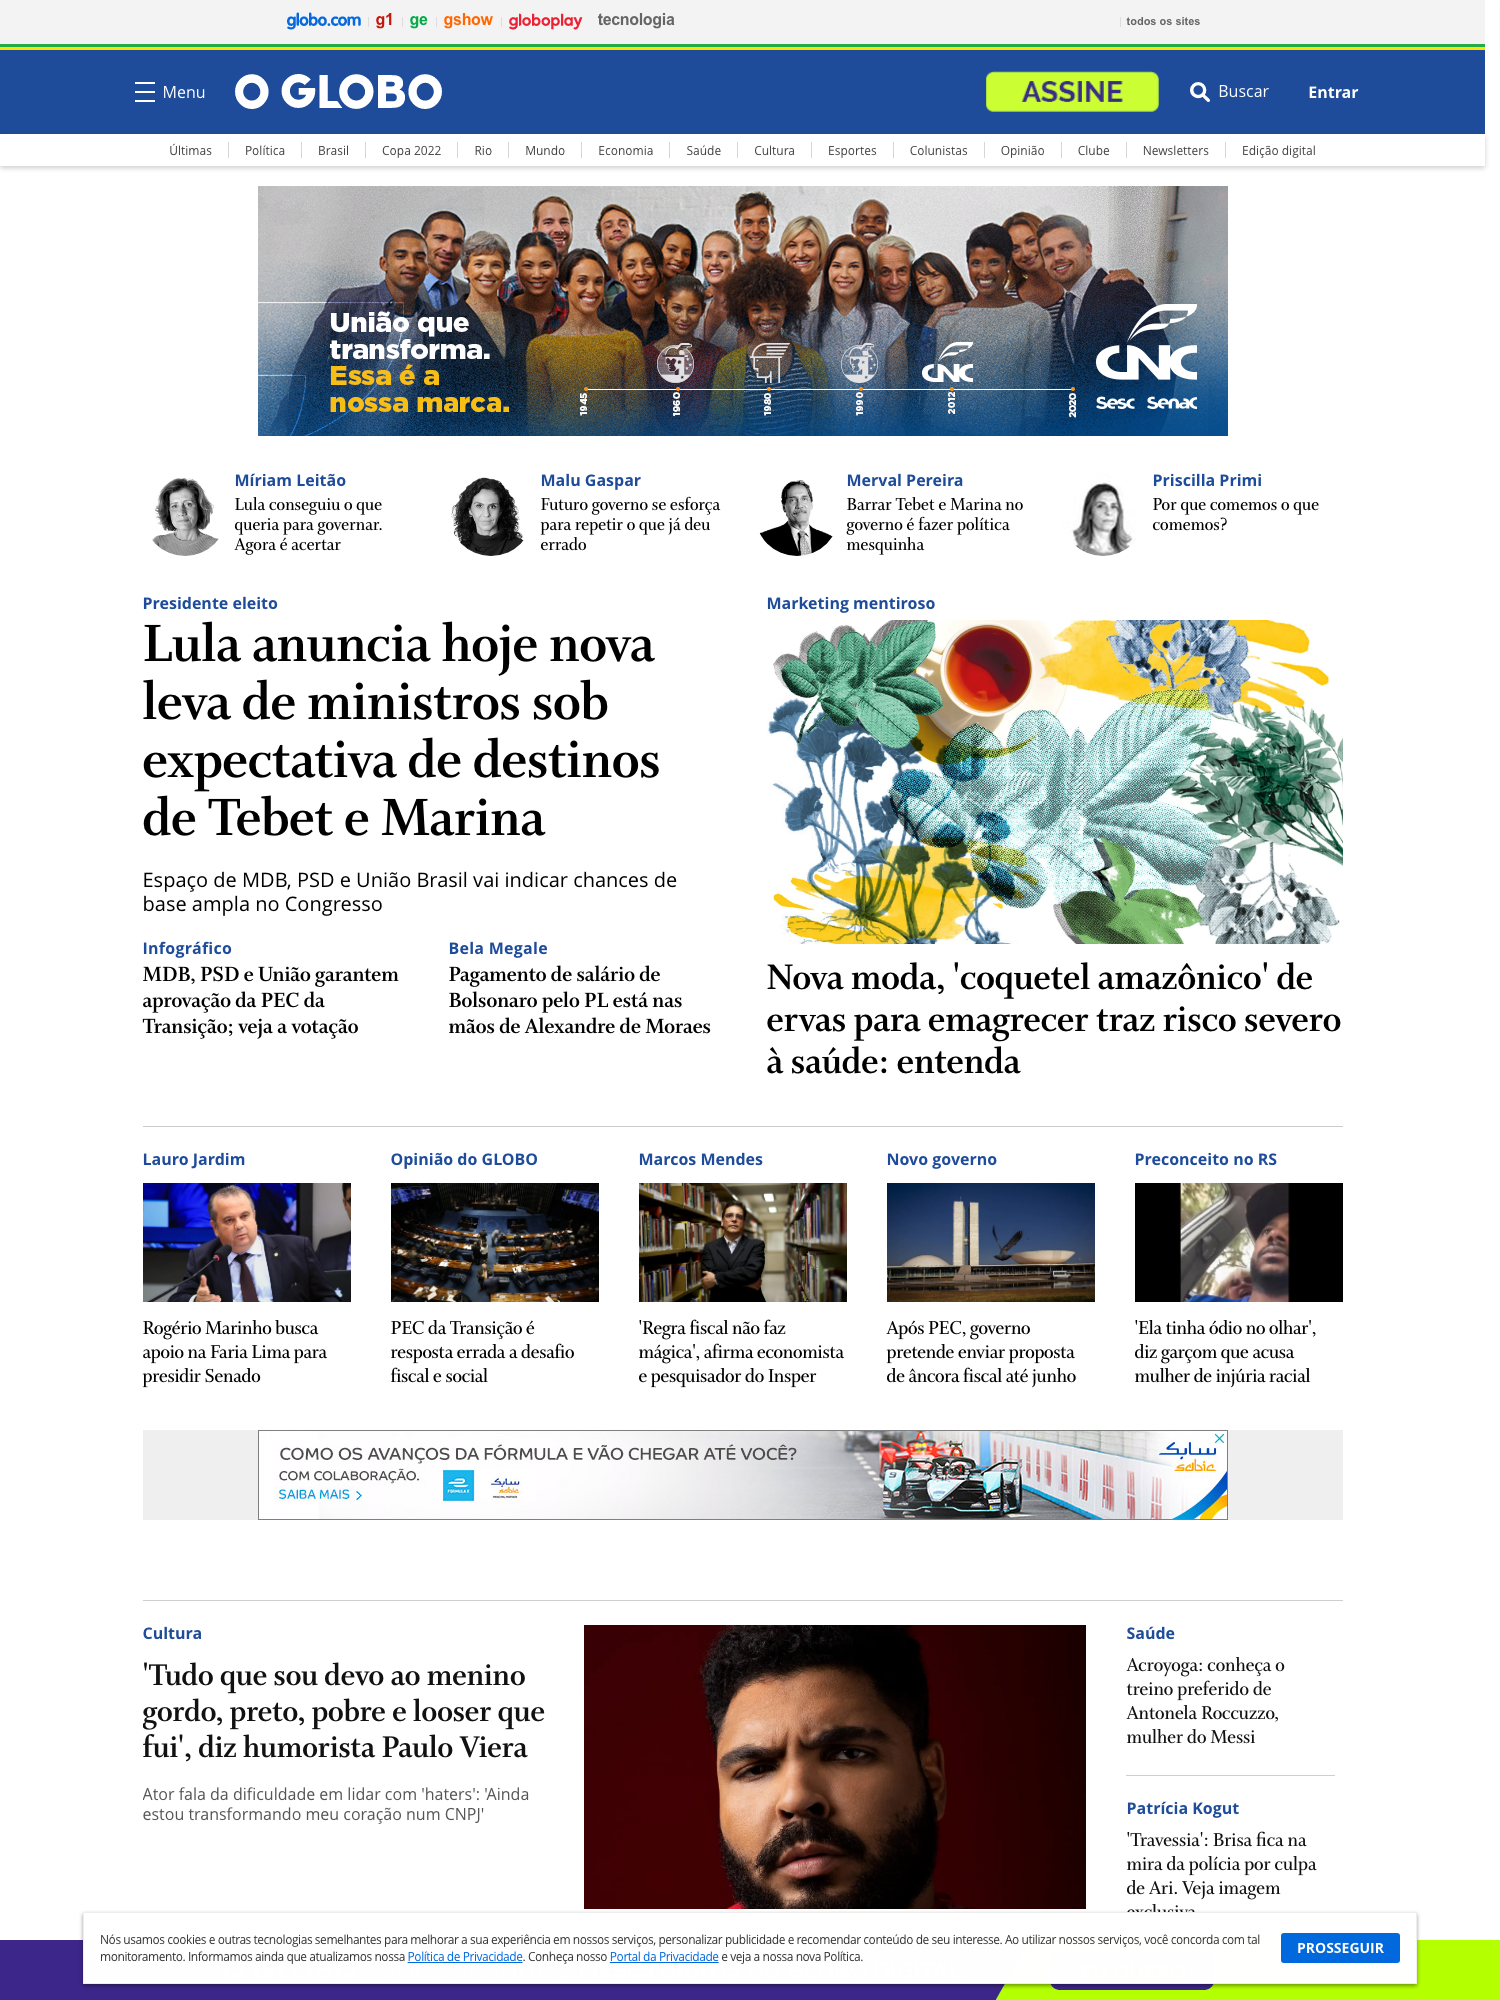 globo.com g1 ge gshow globoplay tecnologia todos os sites
Menu O GLOBO ASSINE Buscar Entrar
Últimas Política Brasil Copa 2022 Rio Mundo Economia Saúde Cultura Esportes Colunistas Opinião Clube Newsletters Edição digital
União que
transforma.
Essa é a
nossa marca.
1945 1960 1980 1990 2012 2020
CNC
CNC
Sesc Senac
Míriam Leitão
Lula conseguiu o que
queria para governar.
Agora é acertar
Malu Gaspar
Futuro governo se esforça
para repetir o que já deu
errado
Merval Pereira
Barrar Tebet e Marina no
governo é fazer política
mesquinha
Priscilla Primi
Por que comemos o que
comemos?
Presidente eleito
Lula anuncia hoje nova
leva de ministros sob
expectativa de destinos
de Tebet e Marina
Espaço de MDB, PSD e União Brasil vai indicar chances de
base ampla no Congresso
Infográfico
MDB, PSD e União garantem
aprovação da PEC da
Transição; veja a votação
Bela Megale
Pagamento de salário de
Bolsonaro pelo PL está nas
mãos de Alexandre de Moraes
Marketing mentiroso
Nova moda, 'coquetel amazônico' de
ervas para emagrecer traz risco severo
à saúde: entenda
Lauro Jardim
Rogério Marinho busca
apoio na Faria Lima para
presidir Senado
Opinião do GLOBO
PEC da Transição é
resposta errada a desafio
fiscal e social
Marcos Mendes
'Regra fiscal não faz
mágica', afirma economista
e pesquisador do Insper
Novo governo
Após PEC, governo
pretende enviar proposta
de âncora fiscal até junho
Preconceito no RS
'Ela tinha ódio no olhar',
diz garçom que acusa
mulher de injúria racial
COMO OS AVANÇOS DA FÓRMULA E VÃO CHEGAR ATÉ VOCÊ?
COM COLABORAÇÃO.
SAIBA MAIS >
سابك
sabic
سابك
sabic
Cultura
'Tudo que sou devo ao menino
gordo, preto, pobre e looser que
fui', diz humorista Paulo Viera
Ator fala da dificuldade em lidar com 'haters': 'Ainda
estou transformando meu coração num CNPJ'
Saúde
Acroyoga: conheça o
treino preferido de
Antonela Roccuzzo,
mulher do Messi
Patrícia Kogut
'Travessia': Brisa fica na
mira da polícia por culpa
de Ari. Veja imagem
exclusiva
Nós usamos cookies e outras tecnologias semelhantes para melhorar a sua experiência em nossos serviços, personalizar publicidade e recomendar conteúdo de seu interesse. Ao utilizar nossos serviços, você concorda com tal
monitoramento. Informamos ainda que atualizamos nossa Política de Privacidade. Conheça nosso Portal da Privacidade e veja a nossa nova Política.
PROSSEGUIR